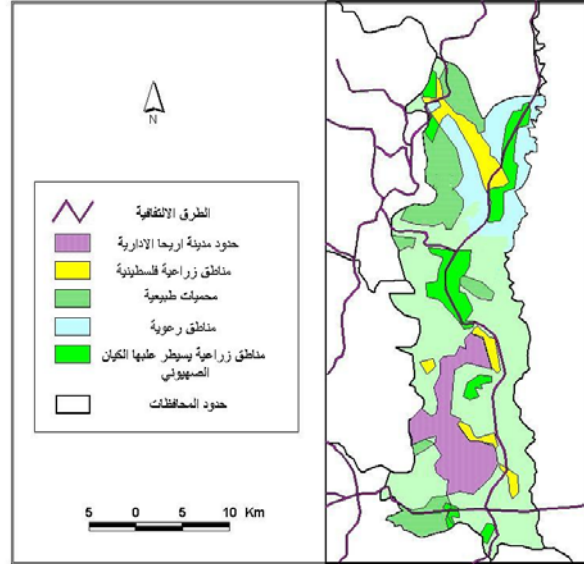 N
الطرق الالتفافية
حدود مدينة اريحا الادارية
مناطق زراعية فلسطينية
محميات طبيعية
مناطق رعوية
مناطق زراعية يسيطر عليها الكيان
الصهيوني
حدود المحافظات
5 0 5 10 Km